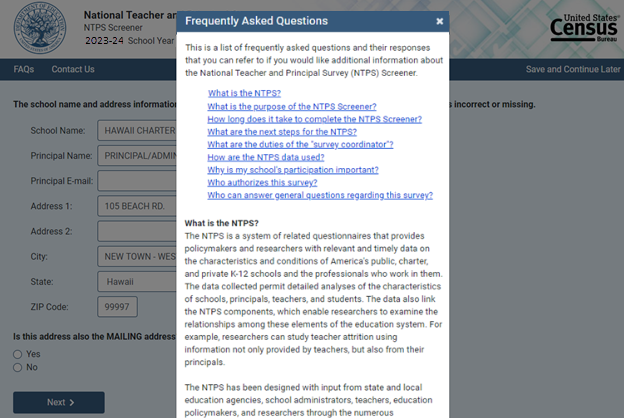 National Teacher an
NTPS Screener
2023-24 School Year
United States®
Census
Bureau
FAQs Contact Us Save and Continue Later
The school name and address information s incorrect or missing.
School Name: HAWAII CHARTER
Principal Name: PRINCIPAL/ADMIN
Principal E-mail:
Address 1: 105 BEACH RD.
Address 2:
City: NEW TOWN - WES
State: Hawaii
ZIP Code: 99997
Is this address also the MAILING address
Yes
No
Next
Frequently Asked Questions
This is a list of frequently asked questions and their responses
that you can refer to if you would like additional information about
the National Teacher and Principal Survey (NTPS) Screener.
What is the NTPS?
What is the purpose of the NTPS Screener?
How long does it take to complete the NTPS Screener?
What are the next steps for the NTPS?
What are the duties of the "survey coordinator"?
How are the NTPS data used?
Why is my school's participation important?
Who authorizes this survey?
Who can answer general questions regarding this survey?
What is the NTPS?
The NTPS is a system of related questionnaires that provides
policymakers and researchers with relevant and timely data on
the characteristics and conditions of America's public, charter,
and private K-12 schools and the professionals who work in them.
The data collected permit detailed analyses of the characteristics
of schools, principals, teachers, and students. The data also link
the NTPS components, which enable researchers to examine the
relationships among these elements of the education system. For
example, researchers can study teacher attrition using
information not only provided by teachers, but also from their
principals.
The NTPS has been designed with input from state and local
education agencies, school administrators, teachers, education
policymakers, and researchers through the numerous